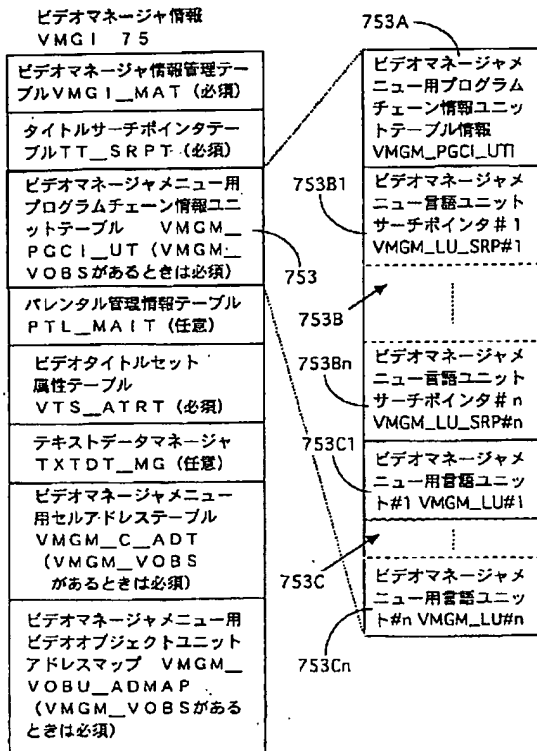 ビデオマネージャ情報
VMGI 75
ビデオマネージャ情報管理テー
ブルVMGI__MAT (必須)
タイトルサーチポインタテー
ブルTT__SRPT (必須)
ビデオマネージャメニュー用
プログラムチェーン情報ユニ
ットテーブル VMGM__
PGCI__UT (VMGM__
VOBSがあるときは必須)
パレンタル管理情報テーブル
PTL__MAIT (任意)
ビデオタイトルセット
属性テーブル
VTS__ATRT (必須)
テキストデータマネージャ
TXTDT__MG (任意)
ビデオマネージャメニュー
用セルアドレステーブル
VMGM__C__ADT
(VMGM__VOBS
があるときは必須)
ビデオマネージャメニュー用
ビデオオブジェクトユニット
アドレスマップ VMGM__
VOBU__ADMAP
(VMGM__VOBSがある
ときは必須)
753
753A
ビデオマネージャメ
ニュー用プログラム
チェーン情報ユニッ
トテーブル情報
VMGM_PGCI_UTI
753B1
ビデオマネージャメ
ニュー言語ユニット
サーチポインタ#1
VMGM_LU_SRP#1
753B
753Bn
ビデオマネージャメ
ニュー言語ユニット
サーチポインタ#n
VMGM_LU_SRP#n
753C1
ビデオマネージャメ
ニュー用言語ユニッ
ト#1 VMGM_LU#1
753C
ビデオマネージャメ
ニュー用言語ユニッ
ト#n VMGM_LU#n
753Cn